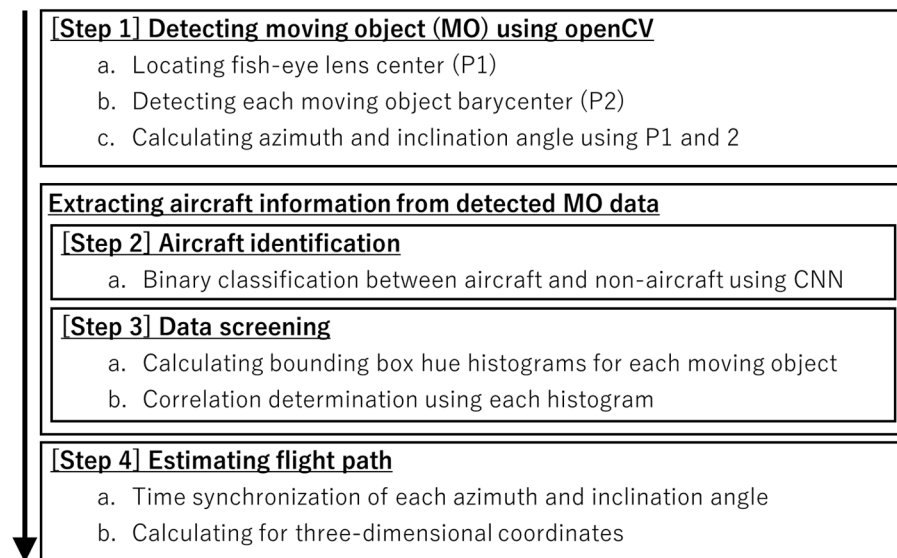 [Step 1] Detecting moving object (MO) using openCV
a. Locating fish-eye lens center (P1)
b. Detecting each moving object barycenter (P2)
c. Calculating azimuth and inclination angle using P1 and 2
Extracting aircraft information from detected MO data
[Step 2] Aircraft identification
a. Binary classification between aircraft and non-aircraft using CNN
[Step 3] Data screening
a. Calculating bounding box hue histograms for each moving object
b. Correlation determination using each histogram
[Step 4] Estimating flight path
a. Time synchronization of each azimuth and inclination angle
b. Calculating for three-dimensional coordinates